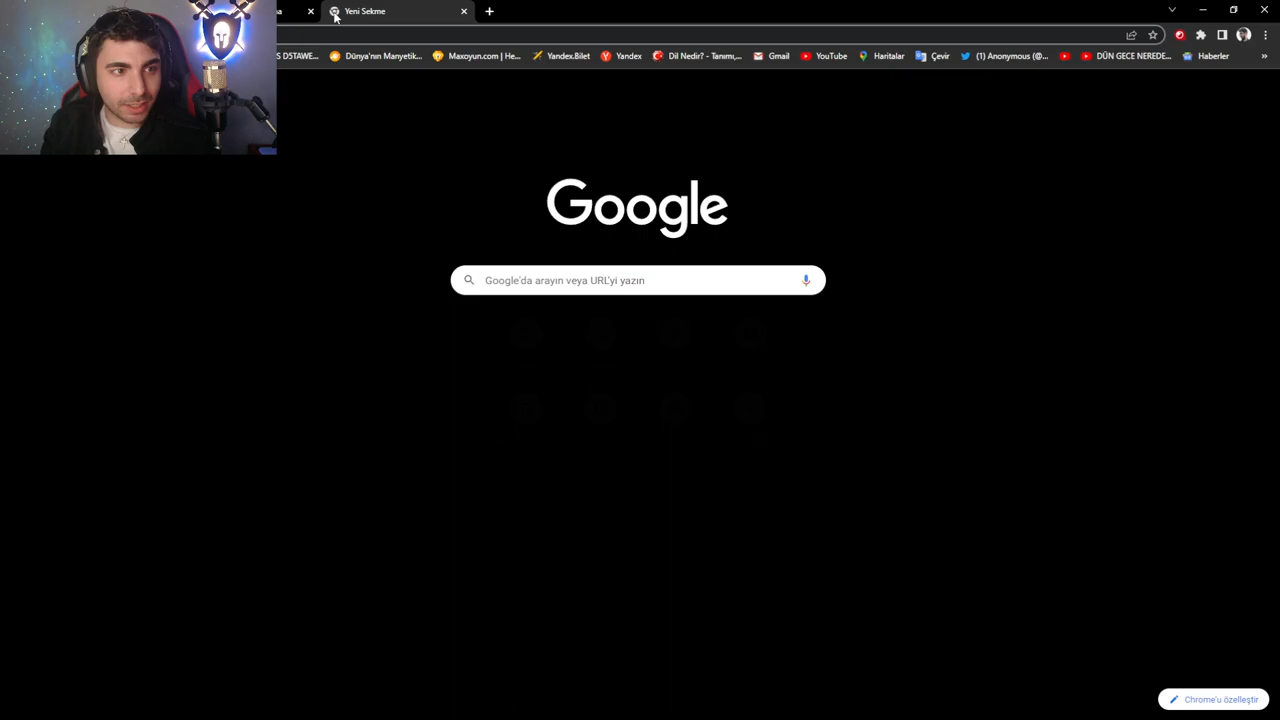 Yeni Sekme
S D5TAWE... Dünya'nın Manyetik... Maxoyun.com | He... Yandex.Bilet Yandex Dil Nedir? - Tanımı,... Gmail YouTube Haritalar Çevir (1) Anonymous (@... DÜN GECE NEREDE... Haberler
Google
Google'da arayın veya URL'yi yazın
Chrome'u özelleştir